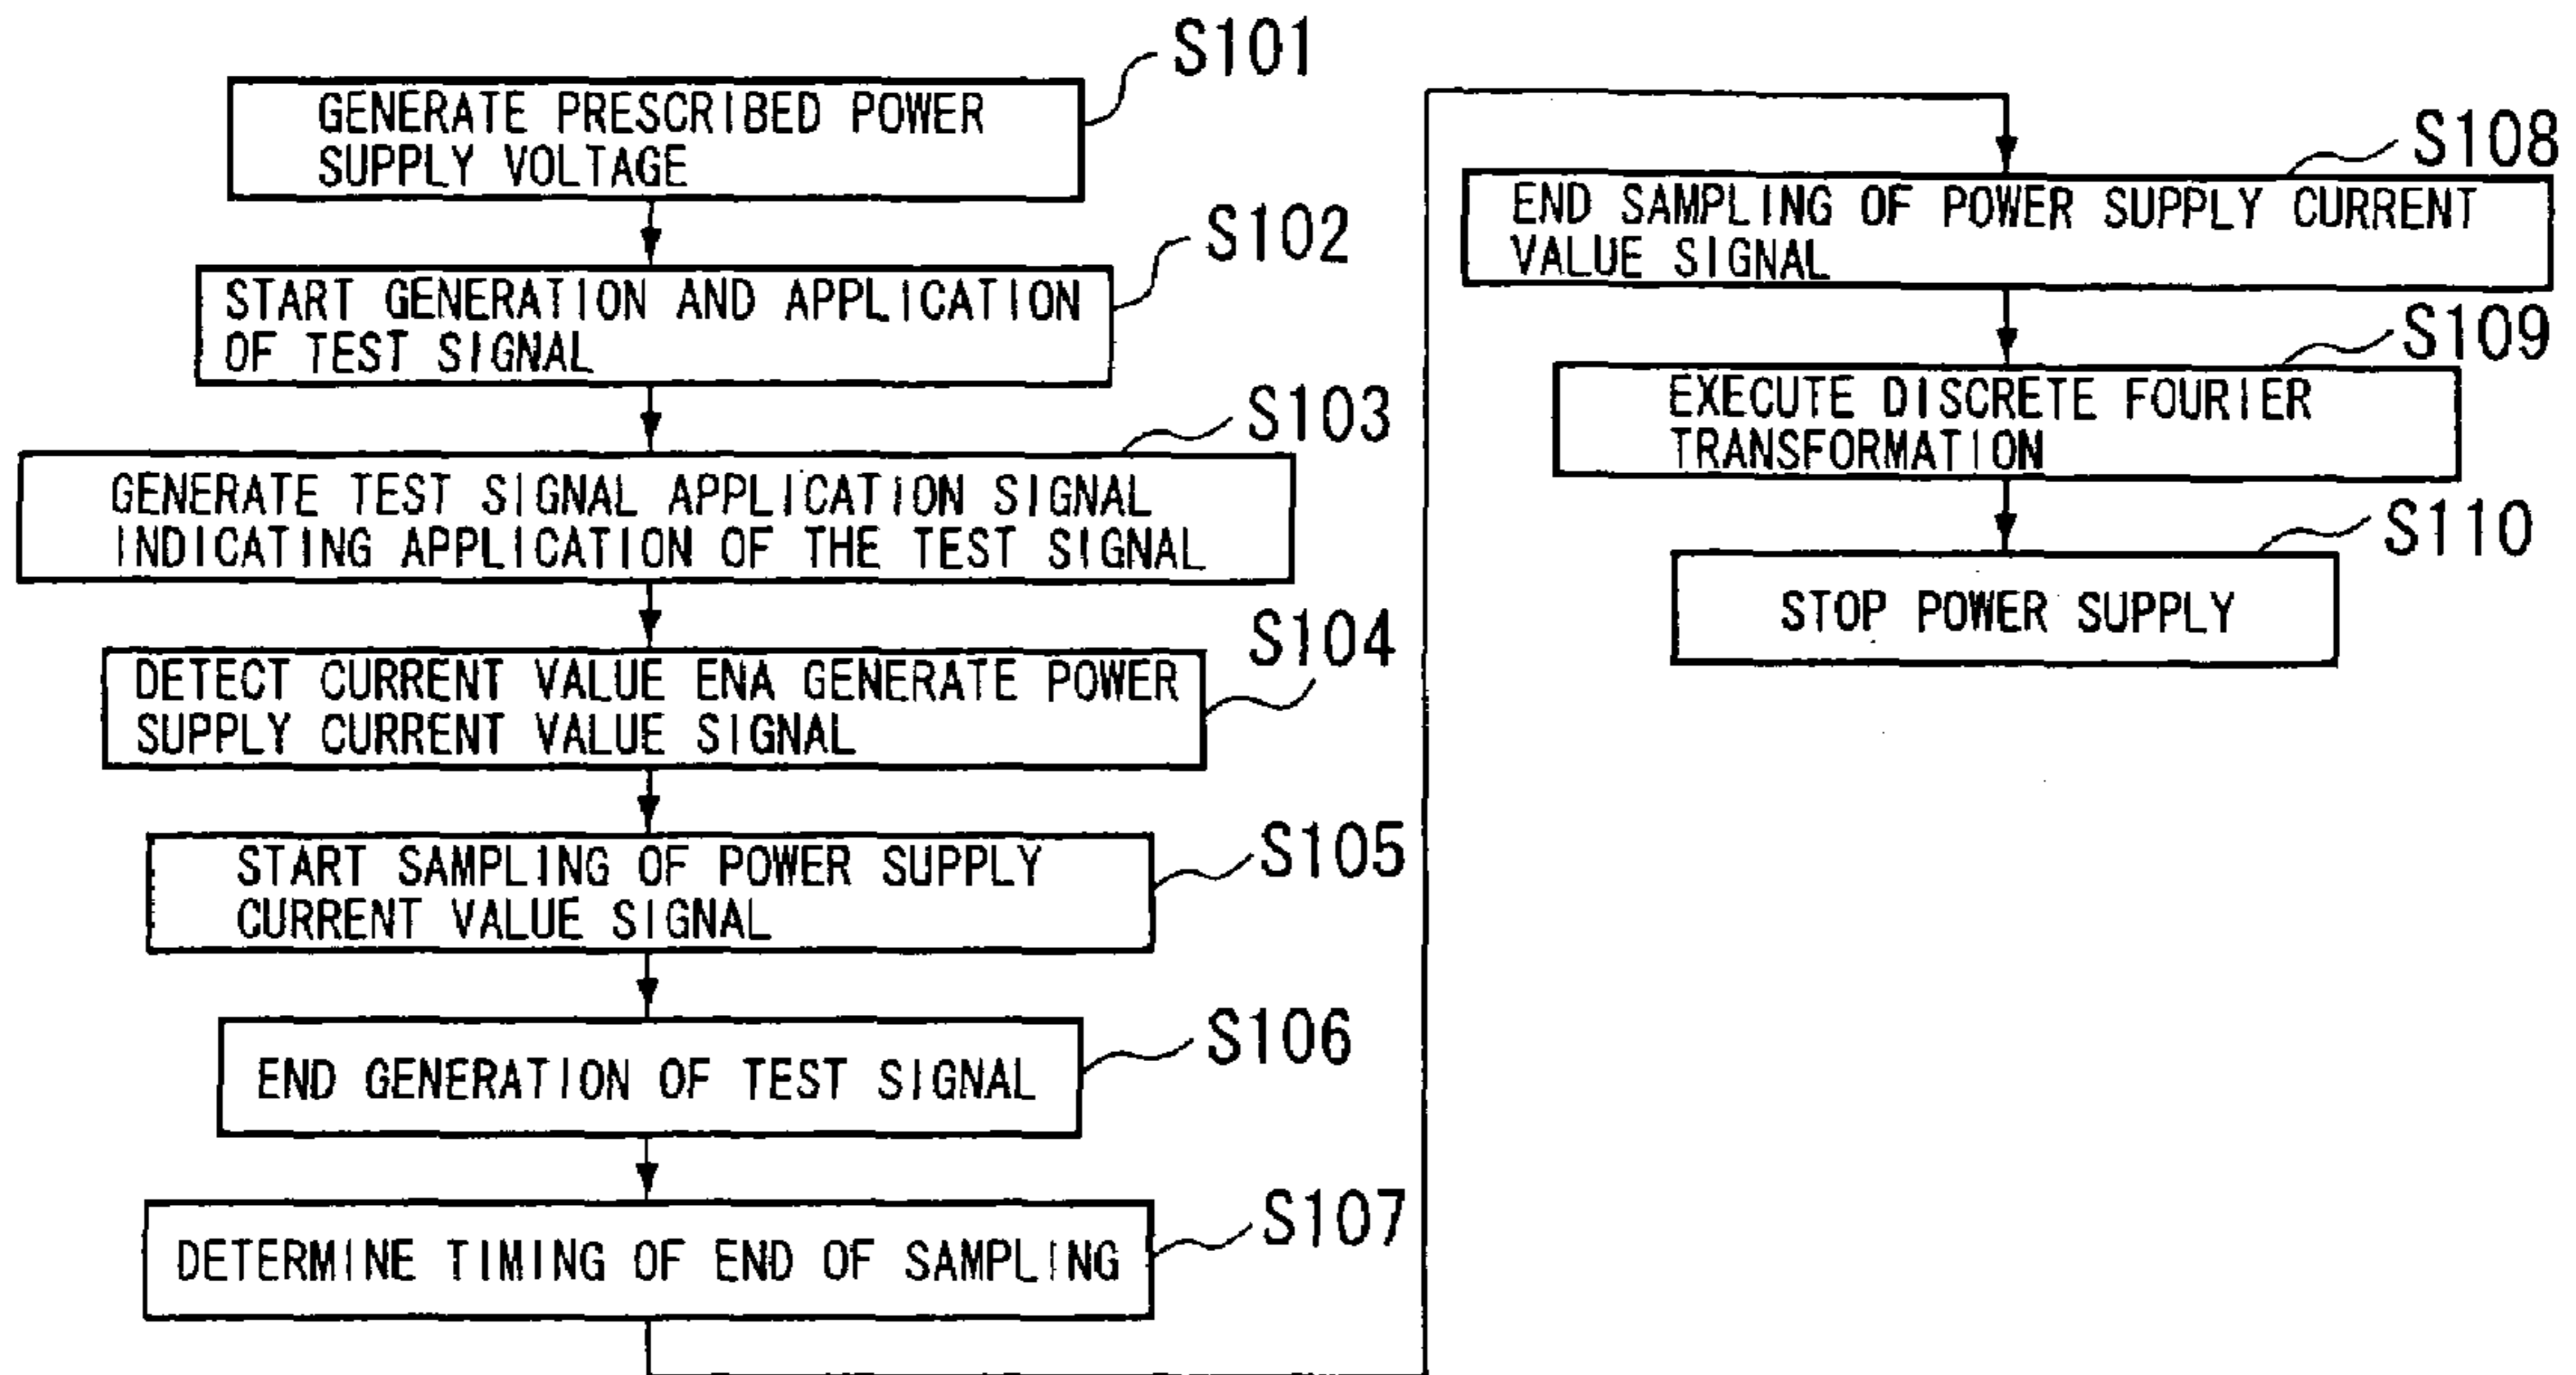 S101
GENERATE PRESCRIBED POWER
SUPPLY VOLTAGE
S102
START GENERATION AND APPLICATION
OF TEST SIGNAL
S103
GENERATE TEST SIGNAL APPLICATION SIGNAL
INDICATING APPLICATION OF THE TEST SIGNAL
S104
DETECT CURRENT VALUE ENA GENERATE POWER
SUPPLY CURRENT VALUE SIGNAL
S105
START SAMPLING OF POWER SUPPLY
CURRENT VALUE SIGNAL
S106
END GENERATION OF TEST SIGNAL
S107
DETERMINE TIMING OF END OF SAMPLING
S108
END SAMPLING OF POWER SUPPLY CURRENT
VALUE SIGNAL
S109
EXECUTE DISCRETE FOURIER
TRANSFORMATION
S110
STOP POWER SUPPLY